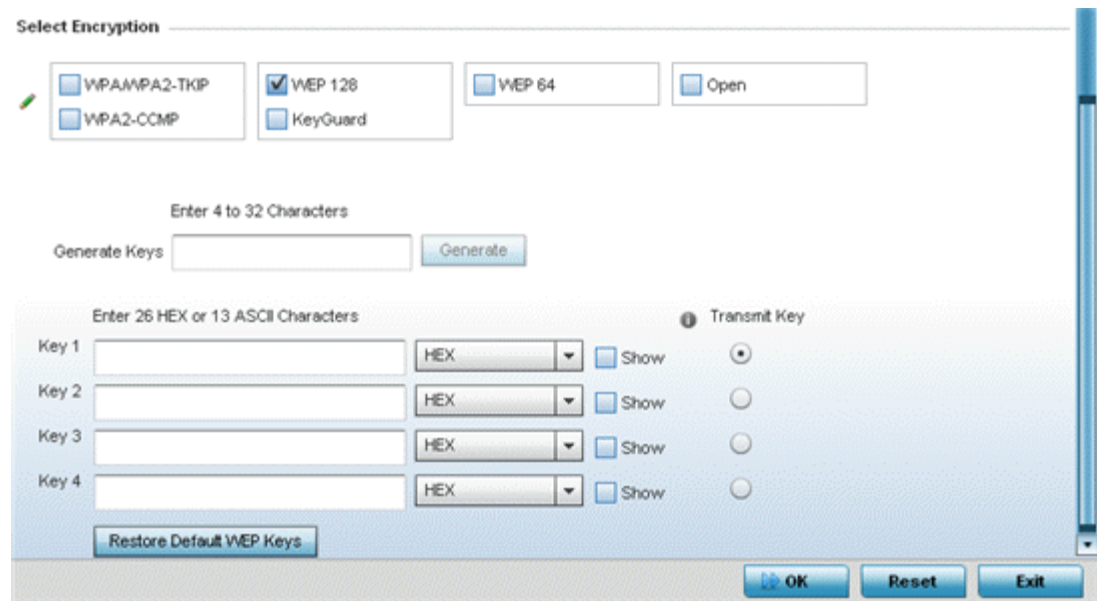 Select Encryption
WPA/WPA2-TKIP WEP 128 WEP 64 Open
WPA2-CCMP KeyGuard
Enter 4 to 32 Characters
Generate Keys Generate
Enter 26 HEX or 13 ASCII Characters Transmit Key
Key 1 HEX Show
Key 2 HEX Show
Key 3 HEX Show
Key 4 HEX Show
Restore Default WEP Keys
OK Reset Exit